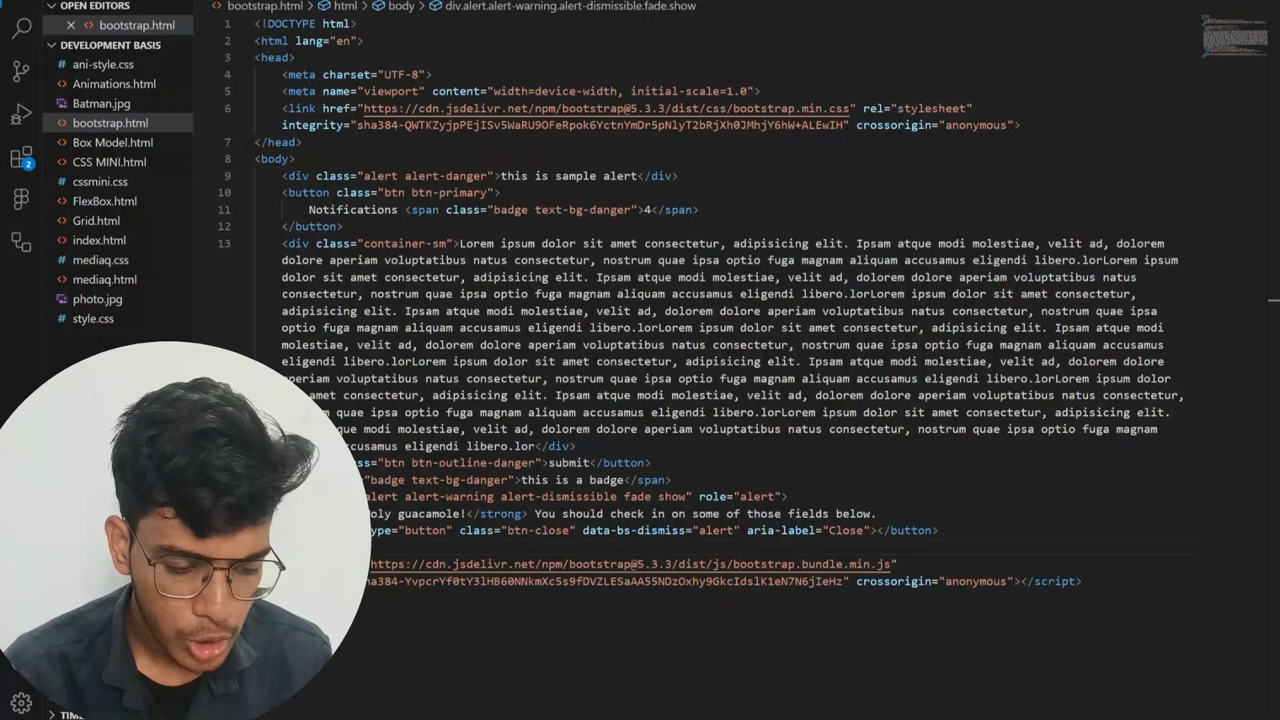 OPEN EDITORS
bootstrap.html
DEVELOPMENT BASIS
ani-style.css
Animations.html
Batman.jpg
bootstrap.html
Box Model.html
CSS MINI.html
cssmini.css
FlexBox.html
Grid.html
index.html
mediaq.css
mediaq.html
photo.jpg
style.css
2
bootstrap.html > html > body > div.alert.alert-warning.alert-dismissible.fade.show
1 <!DOCTYPE html>
2 <html lang="en">
3 <head>
4 <meta charset="UTF-8">
5 <meta name="viewport" content="width=device-width, initial-scale=1.0">
6 <link href="https://cdn.jsdelivr.net/npm/bootstrap@5.3.3/dist/css/bootstrap.min.css" rel="stylesheet"
integrity="sha384-QWTKZyjpPEjISv5WaRU9OFeRpok6YctnYmDr5pNlyT2bRjXh0JMhjY6hW+ALEwIH" crossorigin="anonymous">
7 </head>
8 <body>
9 <div class="alert alert-danger">this is sample alert</div>
10 <button class="btn btn-primary">
11 Notifications <span class="badge text-bg-danger">4</span>
12 </button>
13 <div class="container-sm">Lorem ipsum dolor sit amet consectetur, adipisicing elit. Ipsam atque modi molestiae, velit ad, dolorem
dolore aperiam voluptatibus natus consectetur, nostrum quae ipsa optio fuga magnam aliquam accusamus eligendi libero.lorLorem ipsum
dolor sit amet consectetur, adipisicing elit. Ipsam atque modi molestiae, velit ad, dolorem dolore aperiam voluptatibus natus
consectetur, nostrum quae ipsa optio fuga magnam aliquam accusamus eligendi libero.lorLorem ipsum dolor sit amet consectetur,
adipisicing elit. Ipsam atque modi molestiae, velit ad, dolorem dolore aperiam voluptatibus natus consectetur, nostrum quae ipsa
optio fuga magnam aliquam accusamus eligendi libero.lorLorem ipsum dolor sit amet consectetur, adipisicing elit. Ipsam atque modi
molestiae, velit ad, dolorem dolore aperiam voluptatibus natus consectetur, nostrum quae ipsa optio fuga magnam aliquam accusamus
eligendi libero.lorLorem ipsum dolor sit amet consectetur, adipisicing elit. Ipsam atque modi molestiae, velit ad, dolorem dolore
aperiam voluptatibus natus consectetur, nostrum quae ipsa optio fuga magnam aliquam accusamus eligendi libero.lorLorem ipsum dolor
sit amet consectetur, adipisicing elit. Ipsam atque modi molestiae, velit ad, dolorem dolore aperiam voluptatibus natus consectetur,
quae ipsa optio fuga magnam aliquam accusamus eligendi libero.lorLorem ipsum dolor sit amet consectetur, adipisicing elit.
que modi molestiae, velit ad, dolorem dolore aperiam voluptatibus natus consectetur, nostrum quae ipsa optio fuga magnam
cusamus eligendi libero.lor</div>
s="btn btn-outline-danger">submit</button>
"badge text-bg-danger">this is a badge</span>
alert alert-warning alert-dismissible fade show" role="alert">
oly guacamole!</strong> You should check in on some of those fields below.
ype="button" class="btn-close" data-bs-dismiss="alert" aria-label="Close"></button>
https://cdn.jsdelivr.net/npm/bootstrap@5.3.3/dist/js/bootstrap.bundle.min.js"
ha384-YvpcrYf0tY3lHB60NNkmXc5s9fDVZLESaAA55NDzOxhy9GkcIdslK1eN7N6jIeHz" crossorigin="anonymous"></script>
TIM